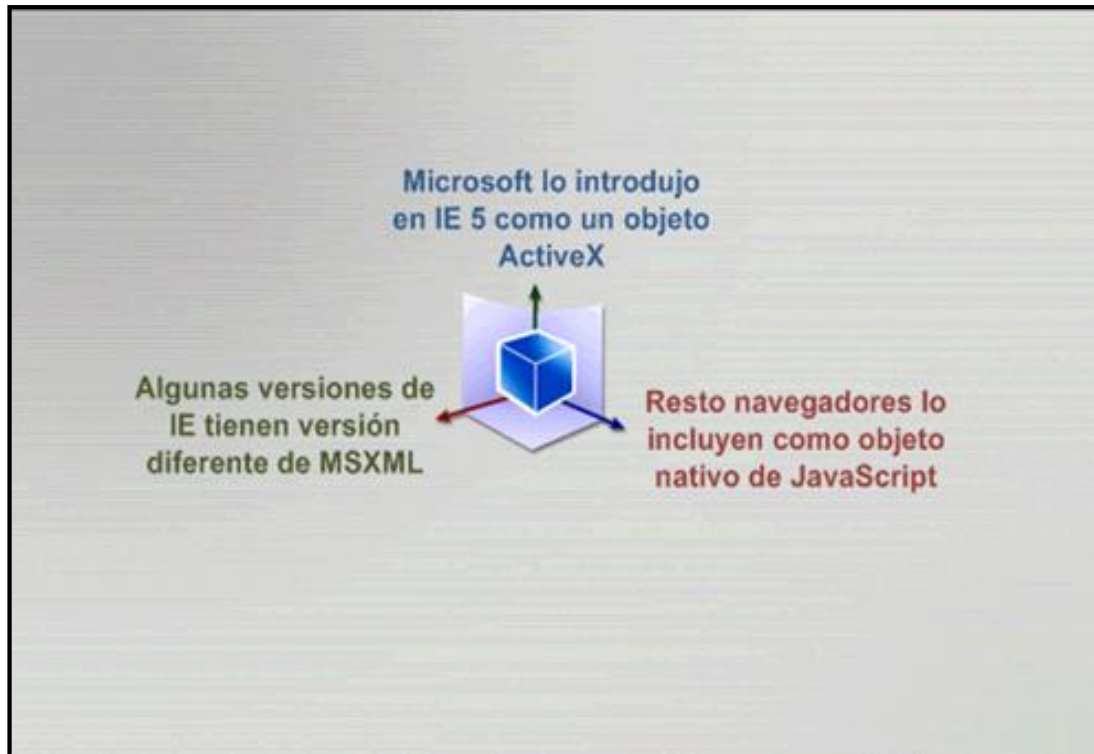 Microsoft lo introdujo
en IE 5 como un objeto
ActiveX
Algunas versiones de
IE tienen versión
diferente de MSXML
Resto navegadores lo
incluyen como objeto
nativo de JavaScript